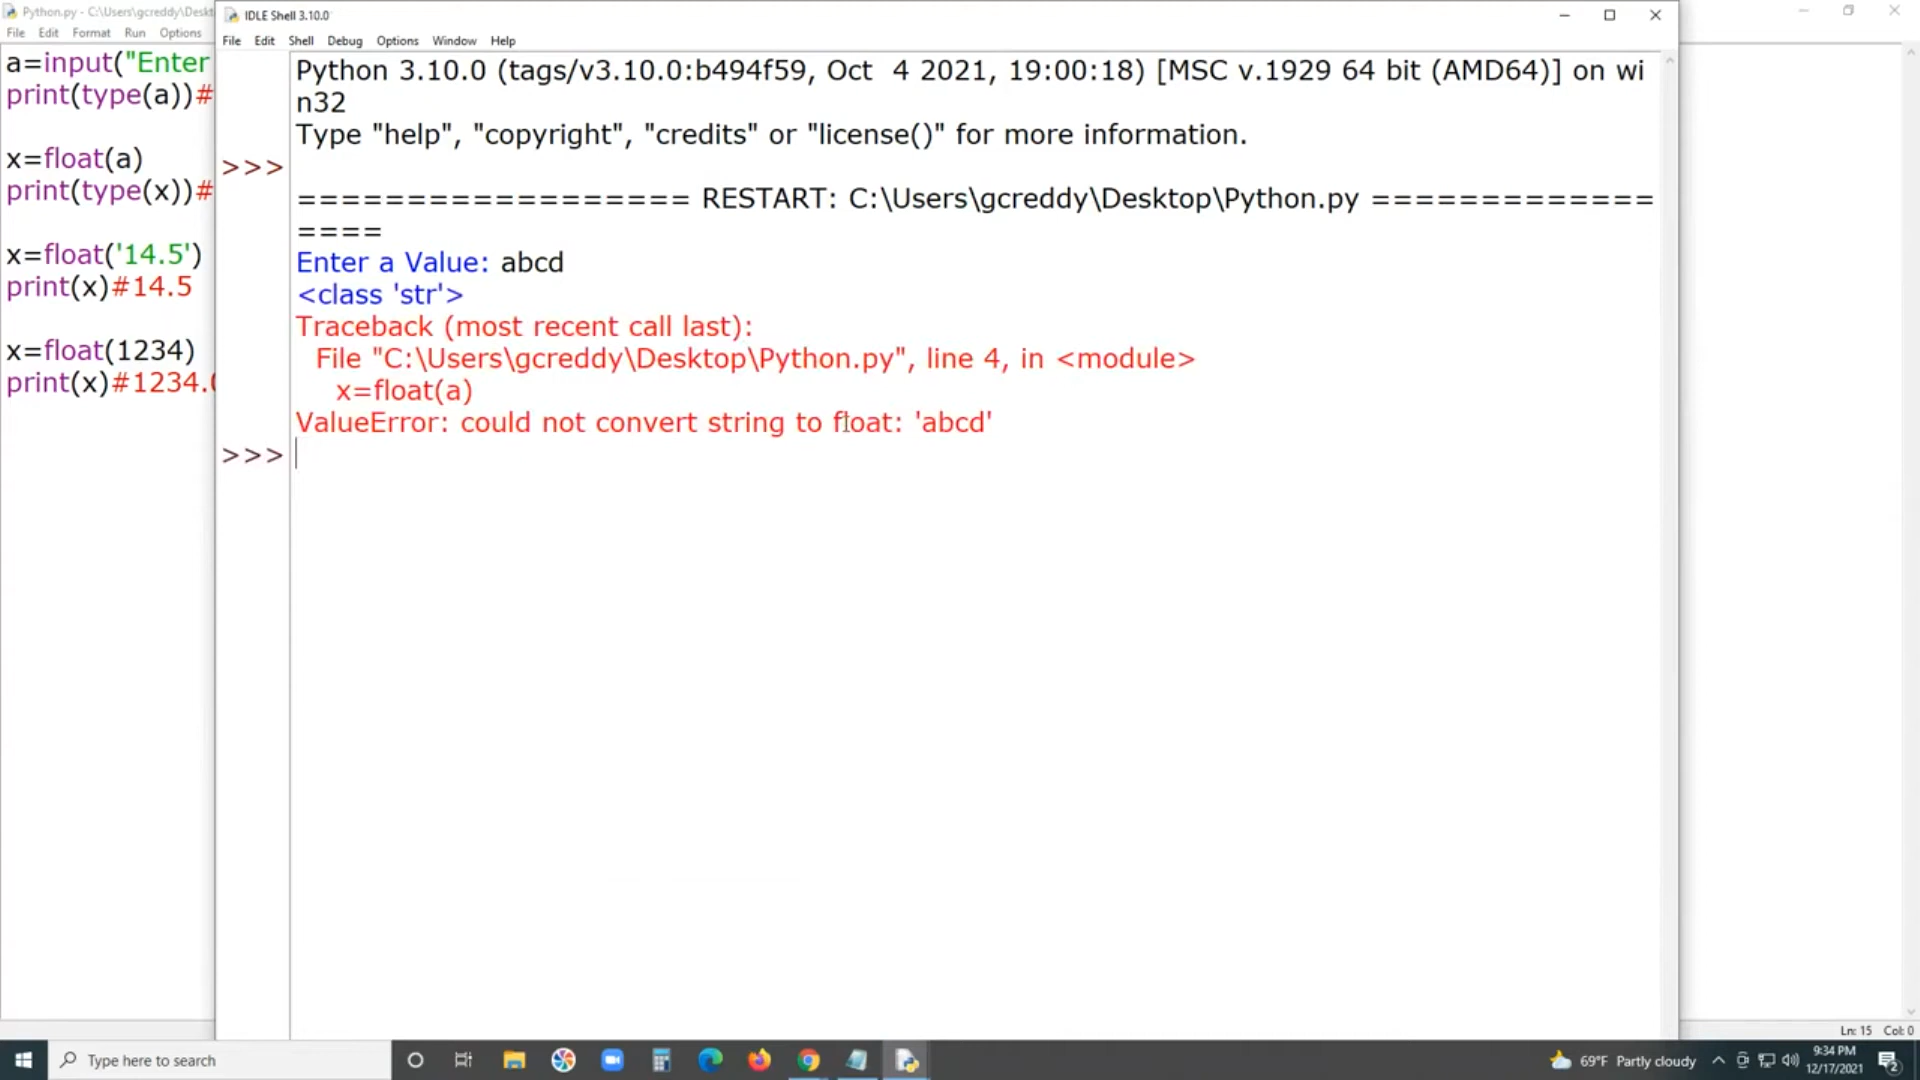 Python.py - C:\Users\gcreddy\Deskt
File Edit Format Run Options
a=input("Enter
print(type(a))#
x=float(a)
print(type(x))#
x=float('14.5')
print(x)#14.5
x=float(1234)
print(x)#1234.0
IDLE Shell 3.10.0
File Edit Shell Debug Options Window Help
Python 3.10.0 (tags/v3.10.0:b494f59, Oct  4 2021, 19:00:18) [MSC v.1929 64 bit (AMD64)] on wi
n32
Type "help", "copyright", "credits" or "license()" for more information.
>>>
================== RESTART: C:\Users\gcreddy\Desktop\Python.py =============
====
Enter a Value: abcd
<class 'str'>
Traceback (most recent call last):
File "C:\Users\gcreddy\Desktop\Python.py", line 4, in <module>
x=float(a)
ValueError: could not convert string to float: 'abcd'
>>>
Ln: 15 Col: 0
Type here to search
69°F Partly cloudy
9:34 PM
12/17/2021
2